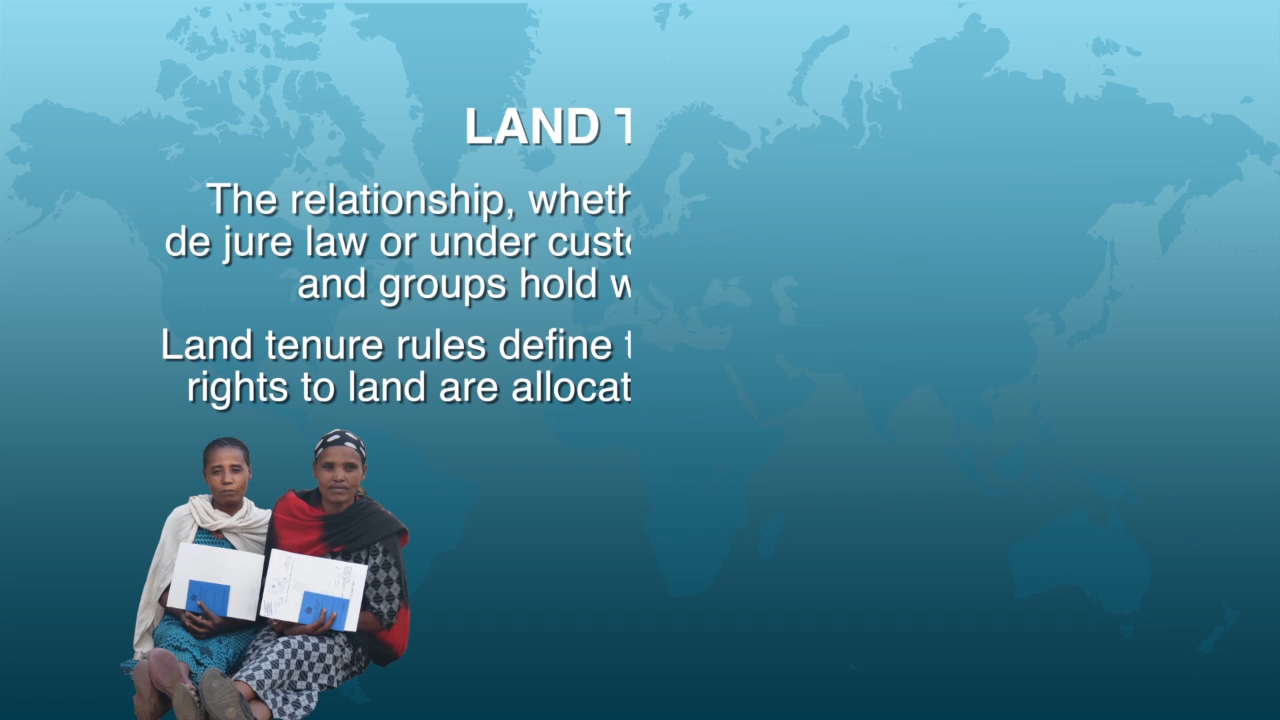 LAND T
The relationship, wheth
de jure law or under custo
and groups hold w
Land tenure rules define t
rights to land are allocat